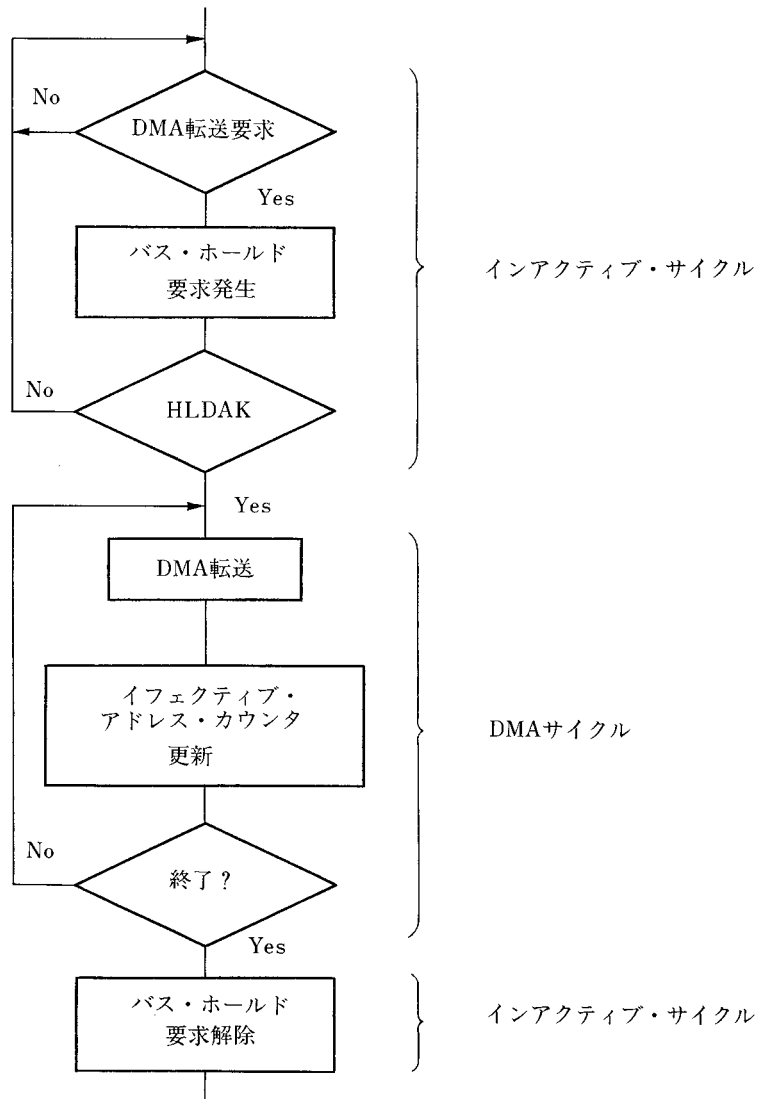 No
DMA転送要求
Yes
バス・ホールド
要求発生
インアクティブ・サイクル
No
HLDAK
Yes
DMA転送
イフェクティブ・
アドレス・カウンタ
更新
DMAサイクル
No
終了?
Yes
バス・ホールド
要求解除
インアクティブ・サイクル